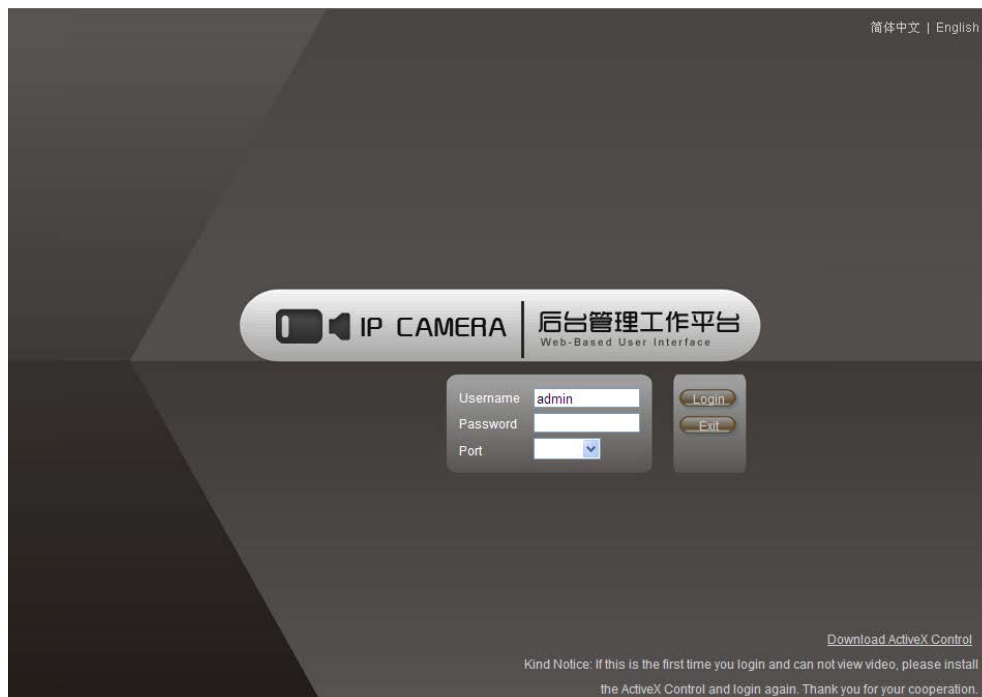 简体中文 | English
IP CAMERA
后台管理工作平台
Web-Based User Interface
Username admin
Login
Password
Exit
Port
Download ActiveX Control
Kind Notice: If this is the first time you login and can not view video, please install
the ActiveX Control and login again. Thank you for your cooperation.